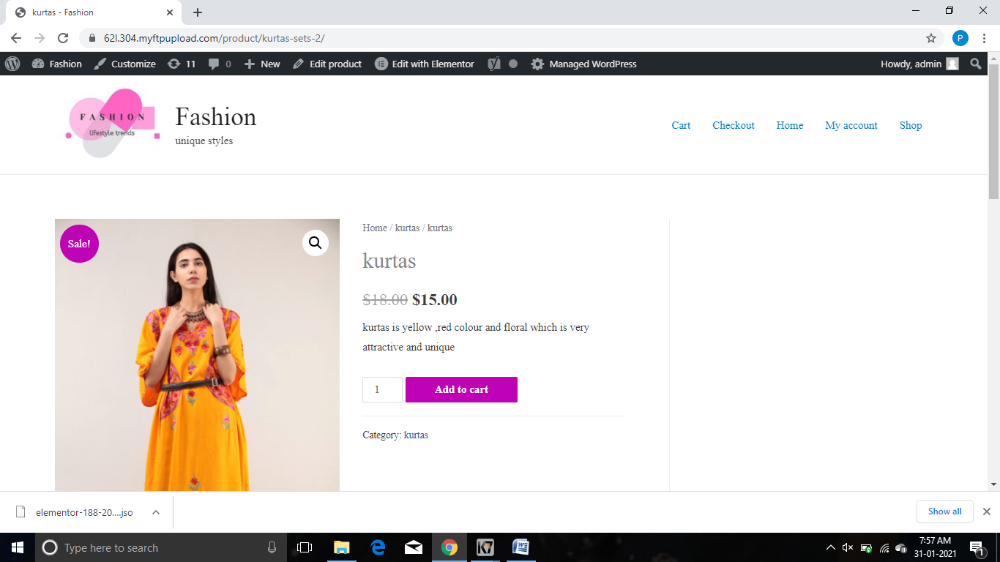 kurtas - Fashion
62l.304.myftpupload.com/product/kurtas-sets-2/
P
Fashion Customize 11 0 New Edit product Edit with Elementor Managed WordPress Howdy, admin
FASHION
lifestyle trends
Fashion
unique styles
Cart Checkout Home My account Shop
Sale!
Home / kurtas / kurtas
kurtas
$18.00 $15.00
kurtas is yellow ,red colour and floral which is very
attractive and unique
1 Add to cart
Category: kurtas
elementor-188-20....jso
Show all
Type here to search
7:57 AM
31-01-2021
1